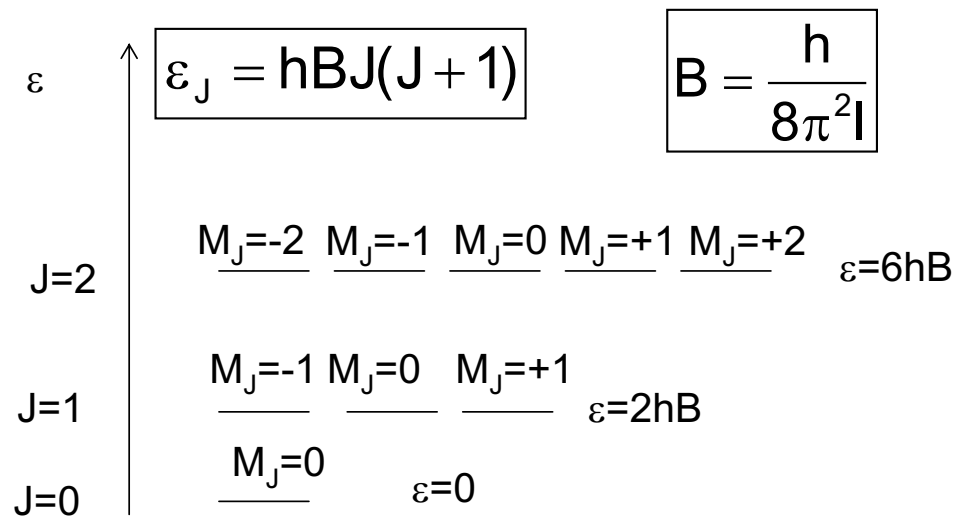 ε
ε_J = hBJ(J + 1)
B = h / 8π²I
M_J=-2 M_J=-1 M_J=0 M_J=+1 M_J=+2
J=2 ε=6hB
M_J=-1 M_J=0 M_J=+1
J=1 ε=2hB
M_J=0
J=0 ε=0